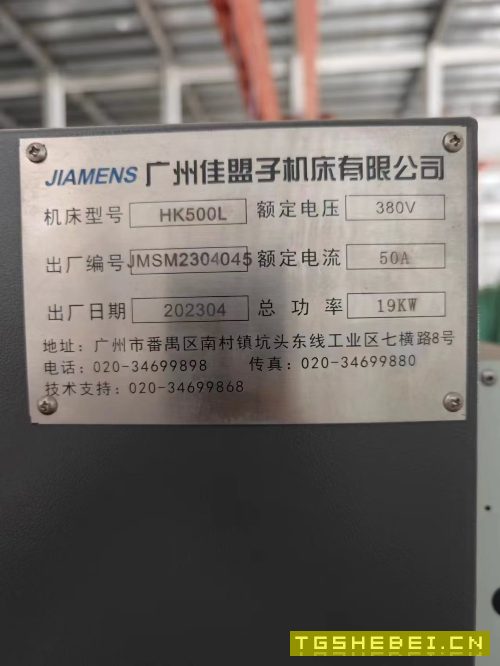 JIAMENS 广州佳盟子机床有限公司
机床型号 HK500L 额定电压 380V
出厂编号 JMSM2304045 额定电流 50A
出厂日期 202304 总功率 19KW
地址：广州市番禺区南村镇坑头东线工业区七横路8号
电话：020-34699898 传真：020-34699880
技术支持：020-34699868
TGSHEBEI.CN